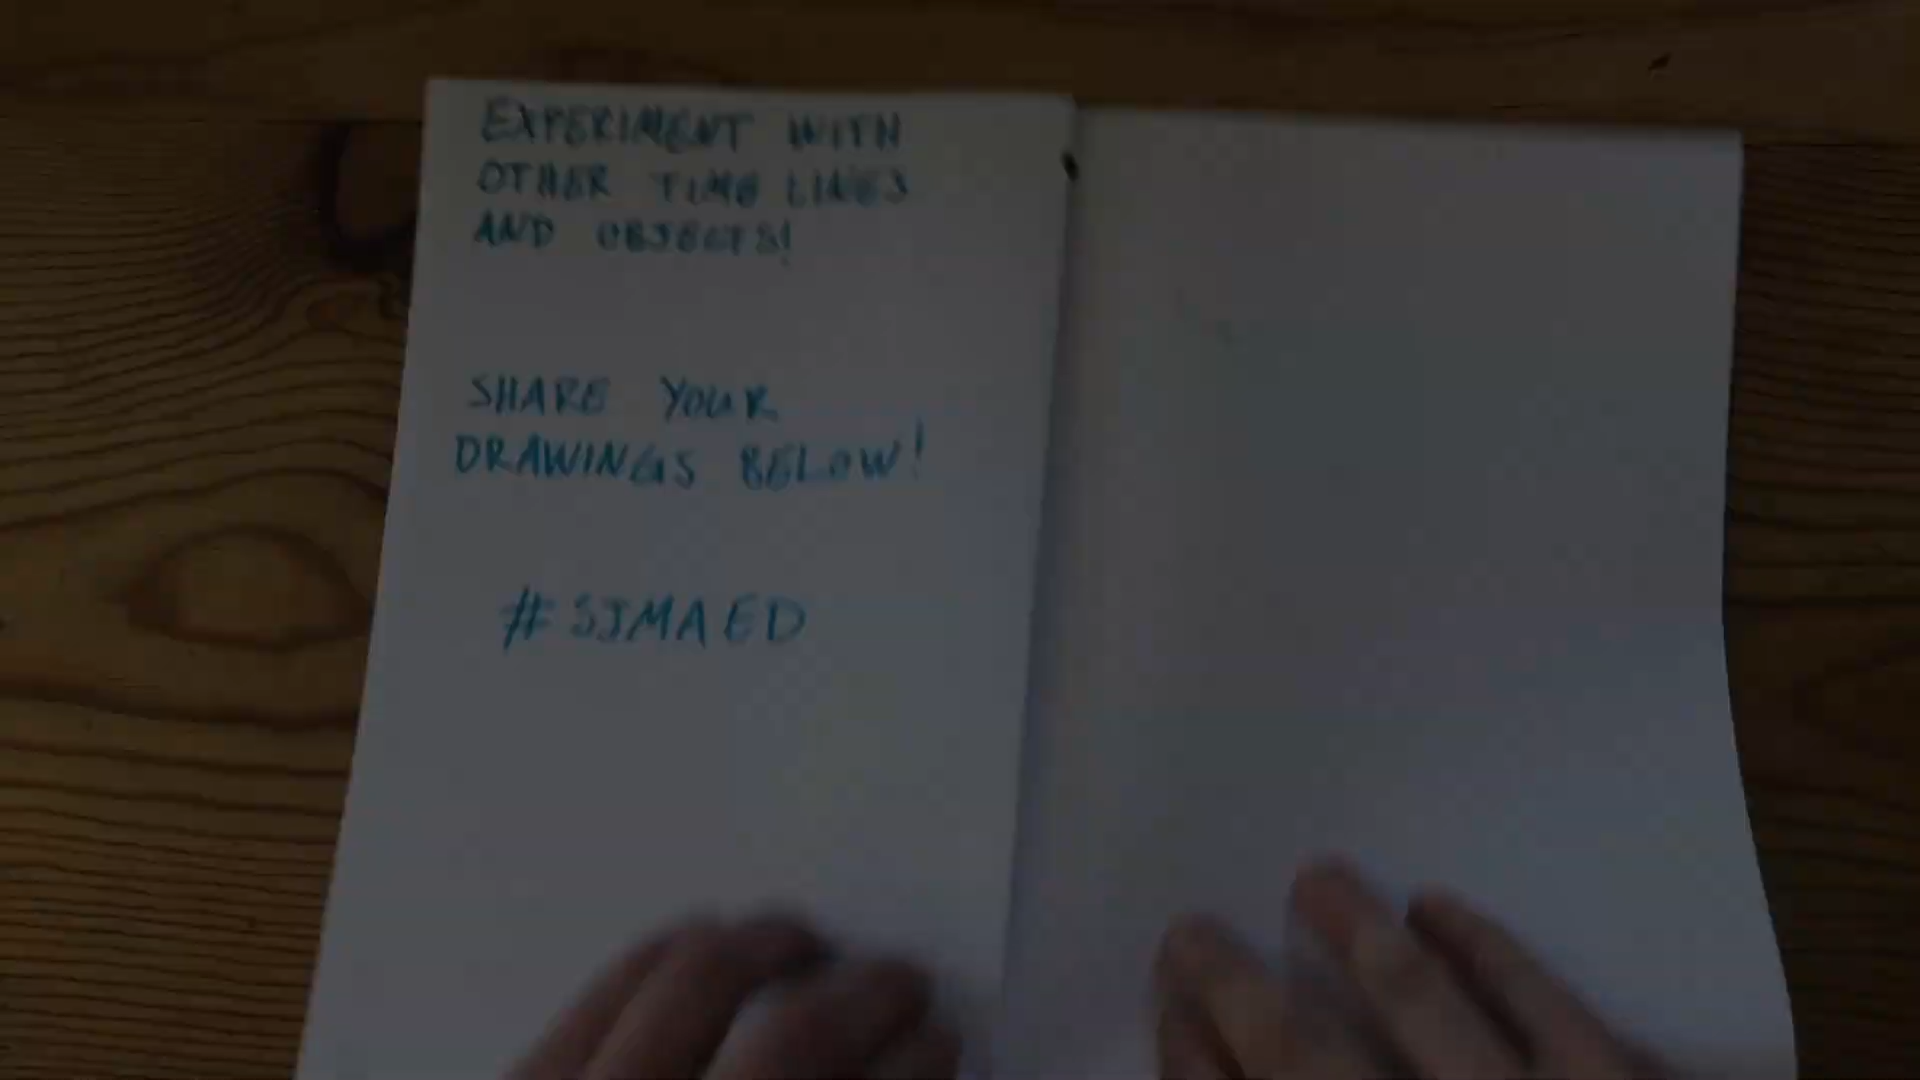 EXPERIMENT WITH
OTHER TIME LINES
AND OBJECTS!
SHARE YOUR
DRAWINGS BELOW!
#SJMAED